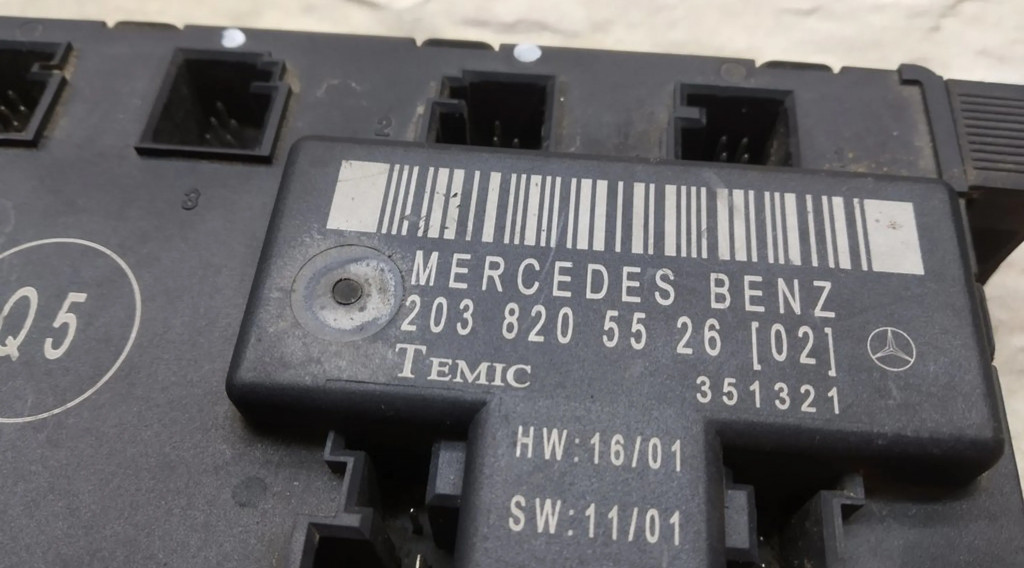 2
3
Q5
MERCEDES BENZ
203 820 55 26 [02]
TEMIC
351321
HW:16/01
SW:11/01